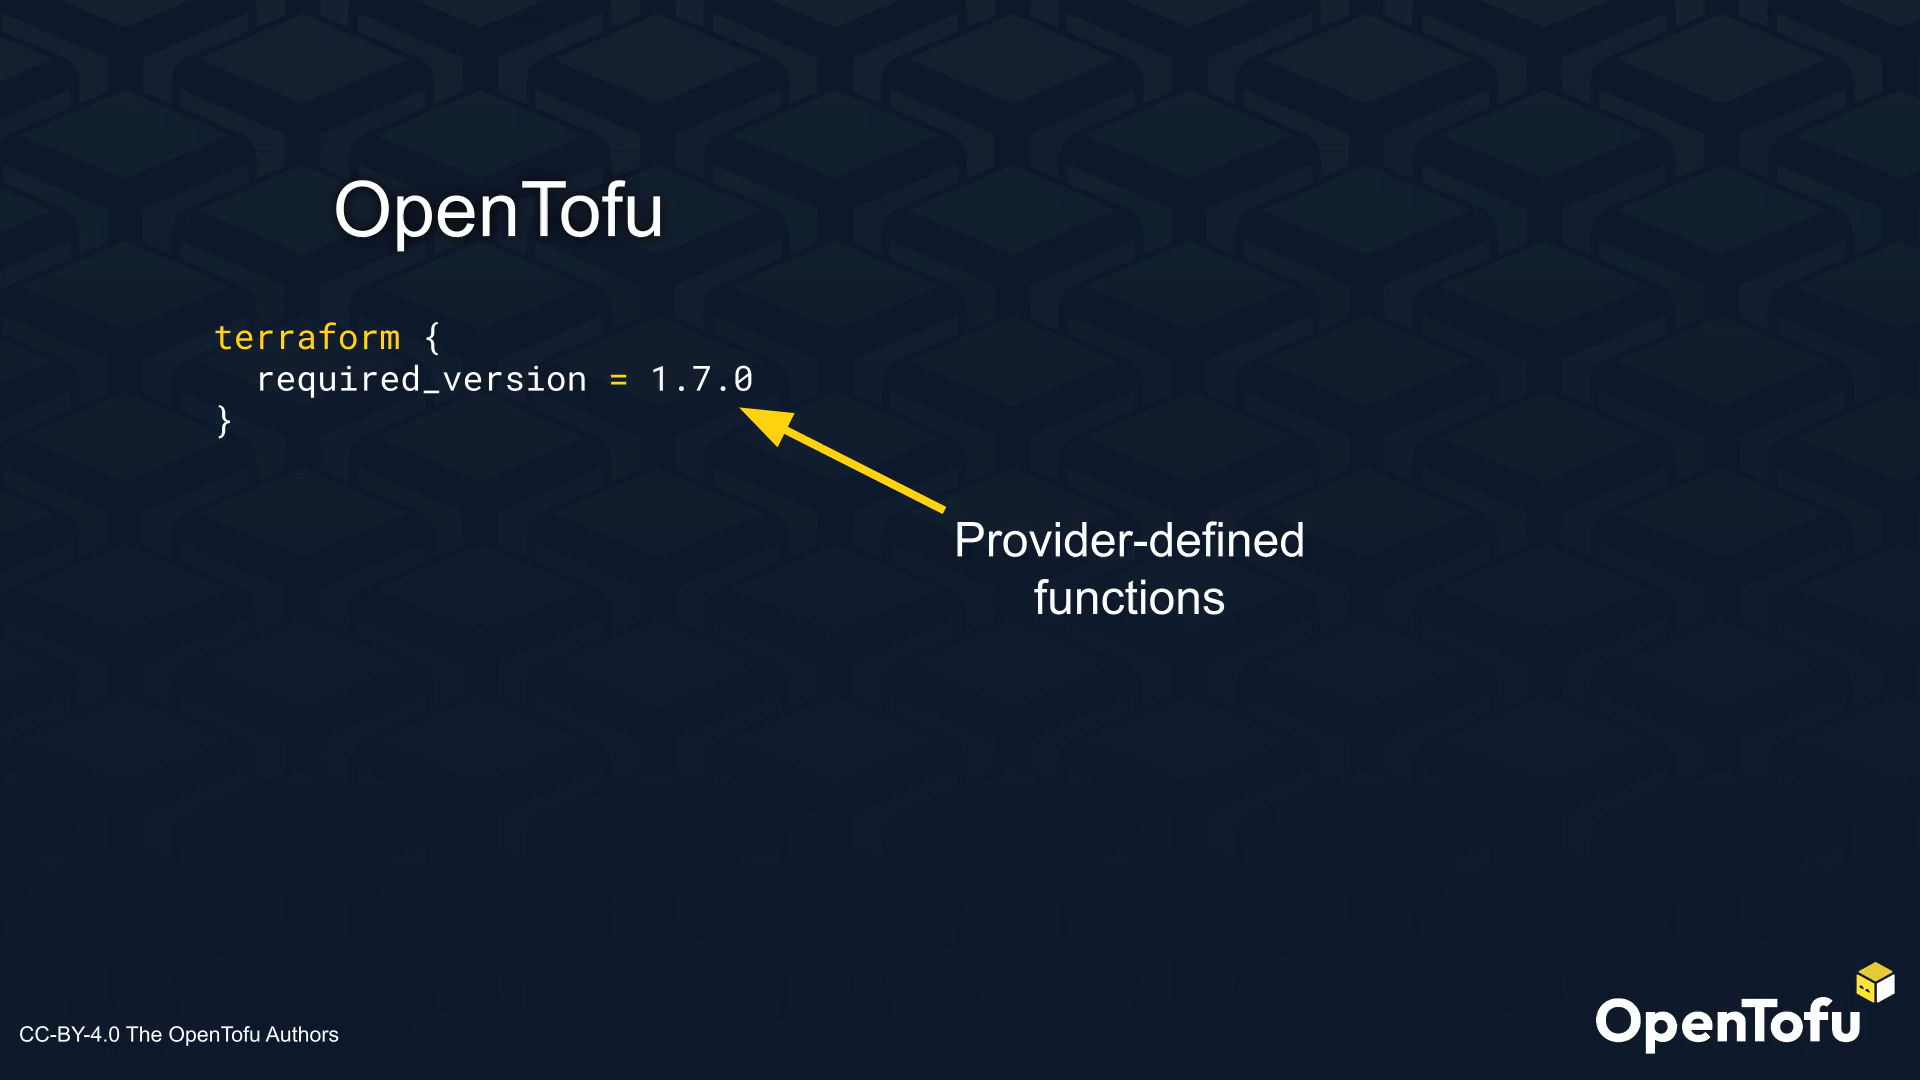 OpenTofu
terraform {
  required_version = 1.7.0
}
Provider-defined
functions
CC-BY-4.0 The OpenTofu Authors
OpenTofu